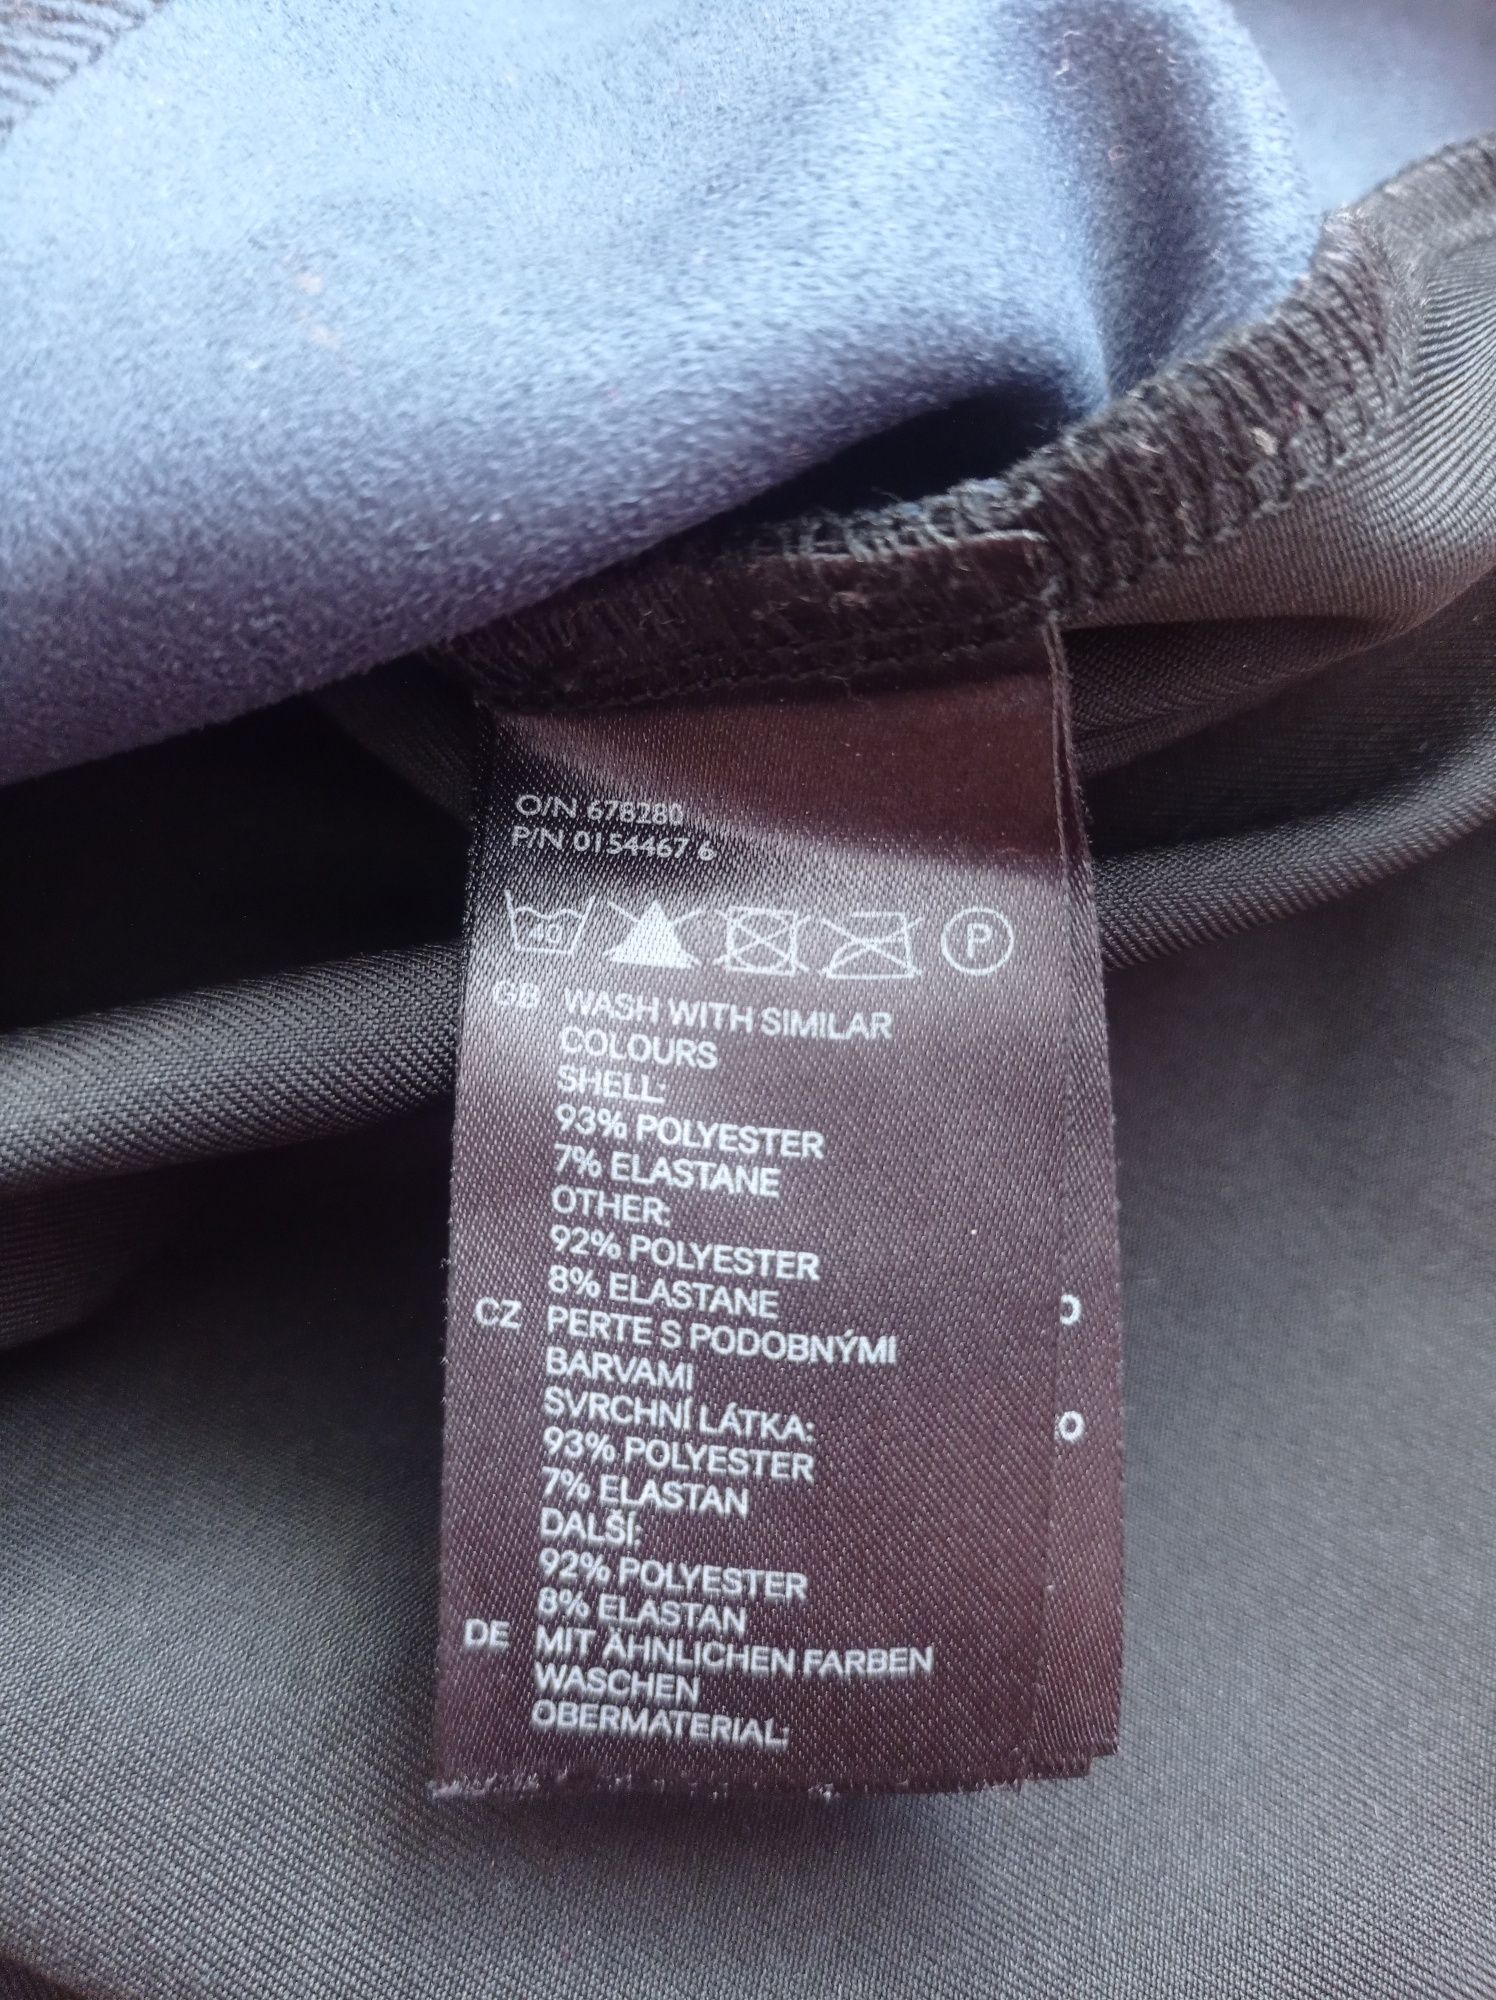 O/N 678280
P/N 0154467 6
40 P
GB WASH WITH SIMILAR
COLOURS
SHELL:
93% POLYESTER
7% ELASTANE
OTHER:
92% POLYESTER
8% ELASTANE
CZ PERTE S PODOBNÝMI
BARVAMI
SVRCHNÍ LÁTKA:
93% POLYESTER
7% ELASTAN
DALŠÍ:
92% POLYESTER
8% ELASTAN
DE MIT ÄHNLICHEN FARBEN
WASCHEN
OBERMATERIAL:
O
O